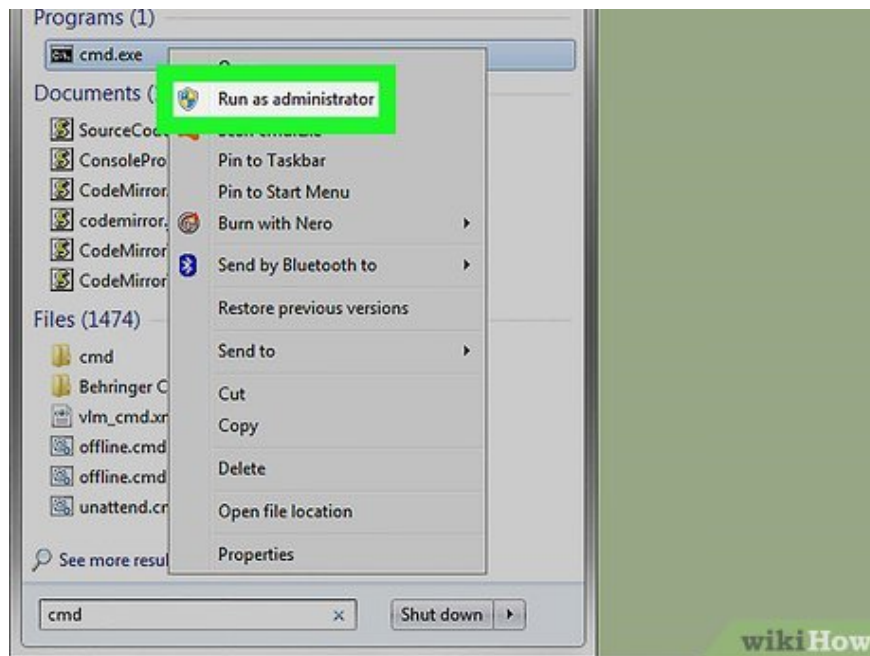 Programs (1)
cmd.exe
Run as administrator
Documents (
SourceCod
ConsolePro
Pin to Taskbar
CodeMirror.
Pin to Start Menu
codemirror.
Burn with Nero
CodeMirror
Send by Bluetooth to
CodeMirror
Restore previous versions
Files (1474)
Send to
cmd
Behringer C
Cut
vlm_cmd.xr
Copy
offline.cmd
Delete
offline.cmd
unattend.cr
Open file location
See more resul
Properties
cmd
Shut down
wikiHow